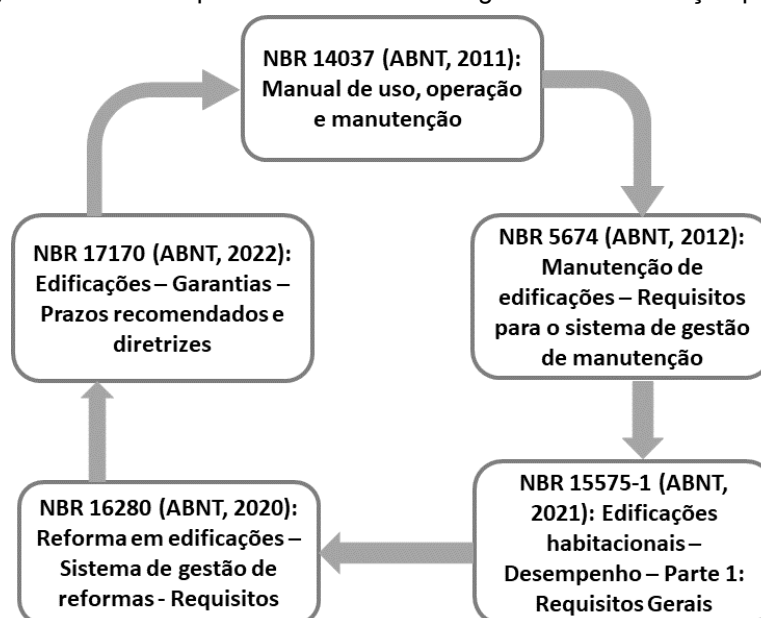 NBR 14037 (ABNT, 2011):
Manual de uso, operação
e manutenção
NBR 5674 (ABNT, 2012):
Manutenção de
edificações – Requisitos
para o sistema de gestão
de manutenção
NBR 15575-1 (ABNT,
2021): Edificações
habitacionais –
Desempenho – Parte 1:
Requisitos Gerais
NBR 16280 (ABNT, 2020):
Reforma em edificações –
Sistema de gestão de
reformas - Requisitos
NBR 17170 (ABNT, 2022):
Edificações – Garantias –
Prazos recomendados e
diretrizes